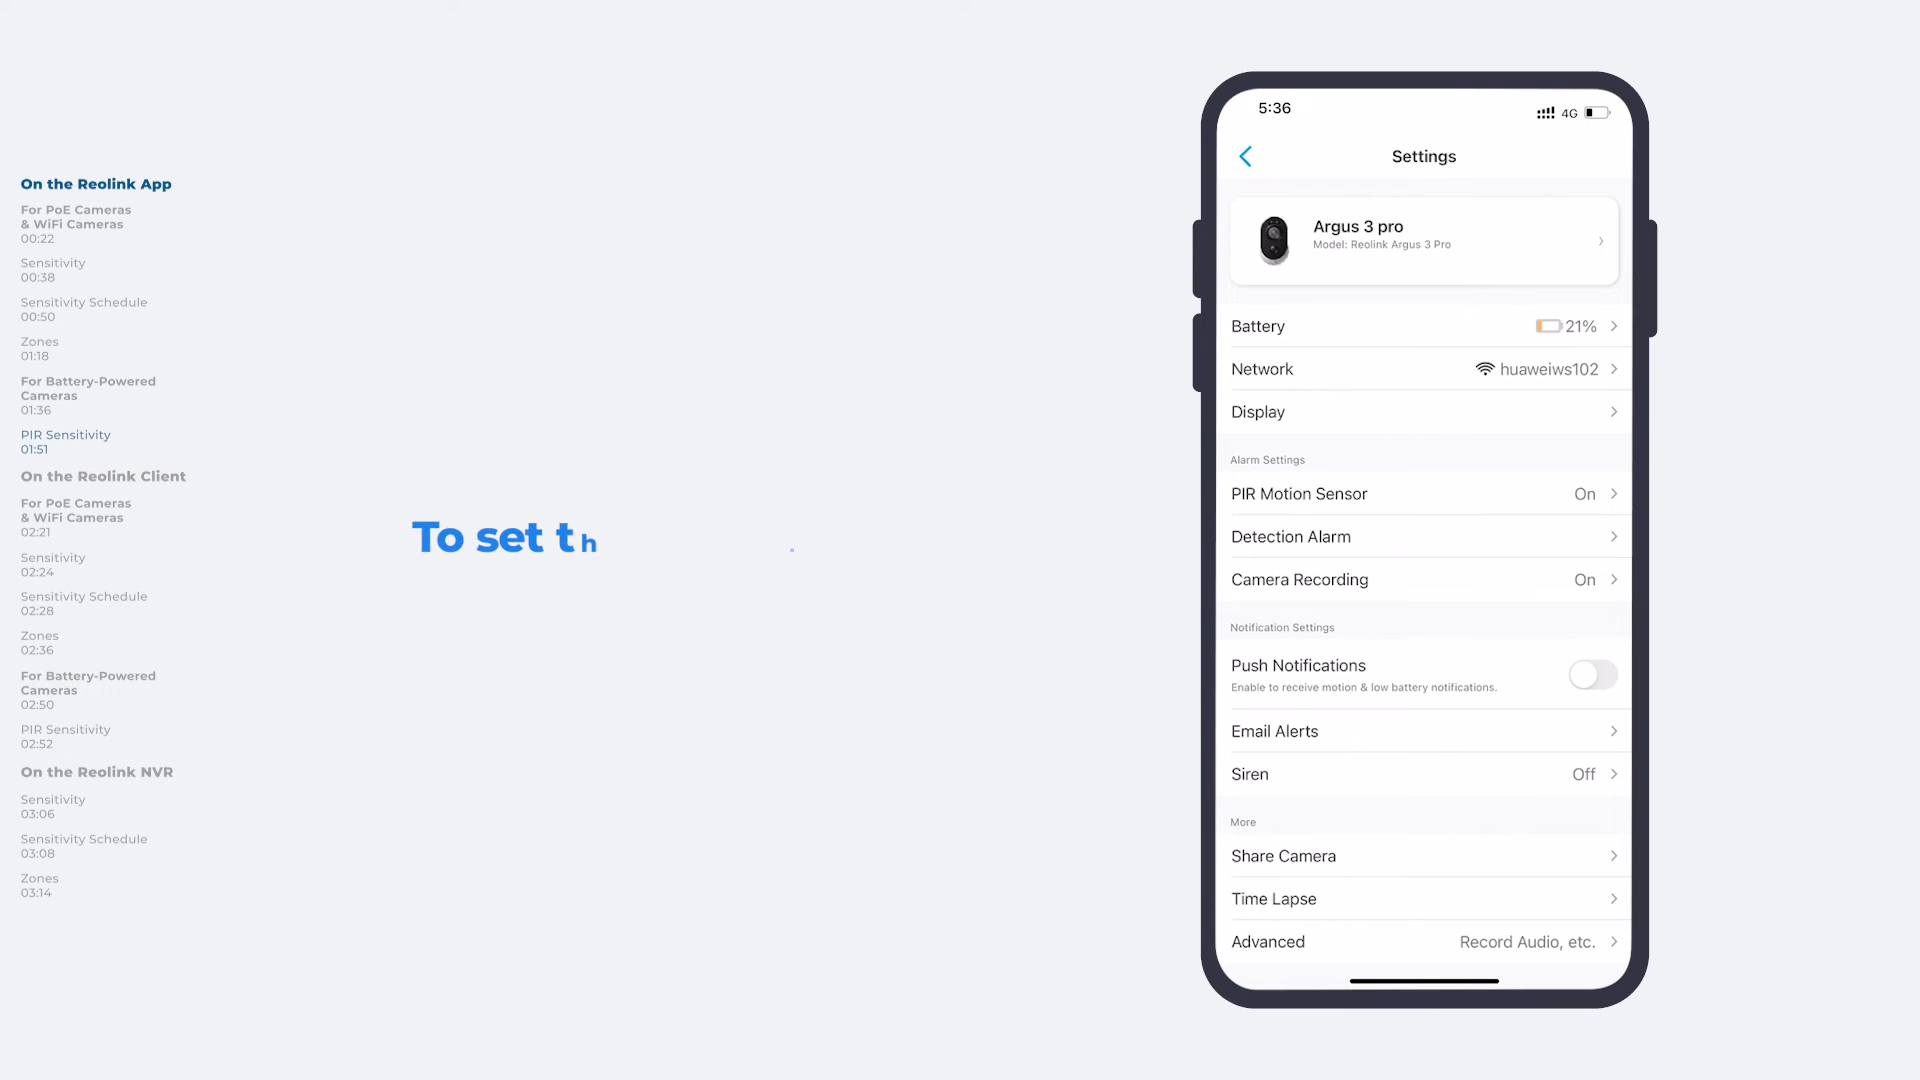 On the Reolink App
For PoE Cameras
& WiFi Cameras
00:22
Sensitivity
00:38
Sensitivity Schedule
00:50
Zones
01:18
For Battery-Powered
Cameras
01:36
PIR Sensitivity
01:51
On the Reolink Client
For PoE Cameras
& WiFi Cameras
02:21
Sensitivity
02:24
Sensitivity Schedule
02:28
Zones
02:36
For Battery-Powered
Cameras
02:50
PIR Sensitivity
02:52
On the Reolink NVR
Sensitivity
03:06
Sensitivity Schedule
03:08
Zones
03:14
To set th
5:36 4G
Settings
Argus 3 pro
Model: Reolink Argus 3 Pro
Battery 21%
Network huaweiws102
Display
Alarm Settings
PIR Motion Sensor On
Detection Alarm
Camera Recording On
Notification Settings
Push Notifications
Enable to receive motion & low battery notifications.
Email Alerts
Siren Off
More
Share Camera
Time Lapse
Advanced Record Audio, etc.